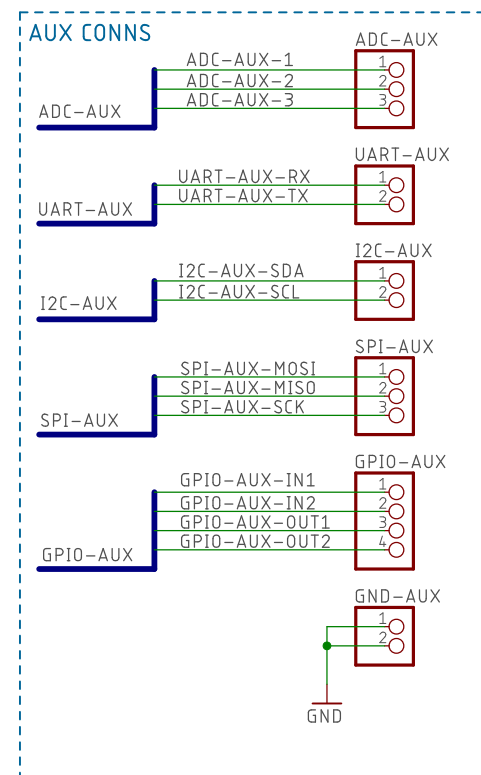 AUX CONNS
ADC-AUX
ADC-AUX-1 1
ADC-AUX-2 2
ADC-AUX-3 3
ADC-AUX
UART-AUX
UART-AUX-RX 1
UART-AUX-TX 2
UART-AUX
I2C-AUX
I2C-AUX-SDA 1
I2C-AUX-SCL 2
I2C-AUX
SPI-AUX
SPI-AUX-MOSI 1
SPI-AUX-MISO 2
SPI-AUX-SCK 3
SPI-AUX
GPIO-AUX
GPIO-AUX-IN1 1
GPIO-AUX-IN2 2
GPIO-AUX-OUT1 3
GPIO-AUX-OUT2 4
GPIO-AUX
GND-AUX
1
2
GND